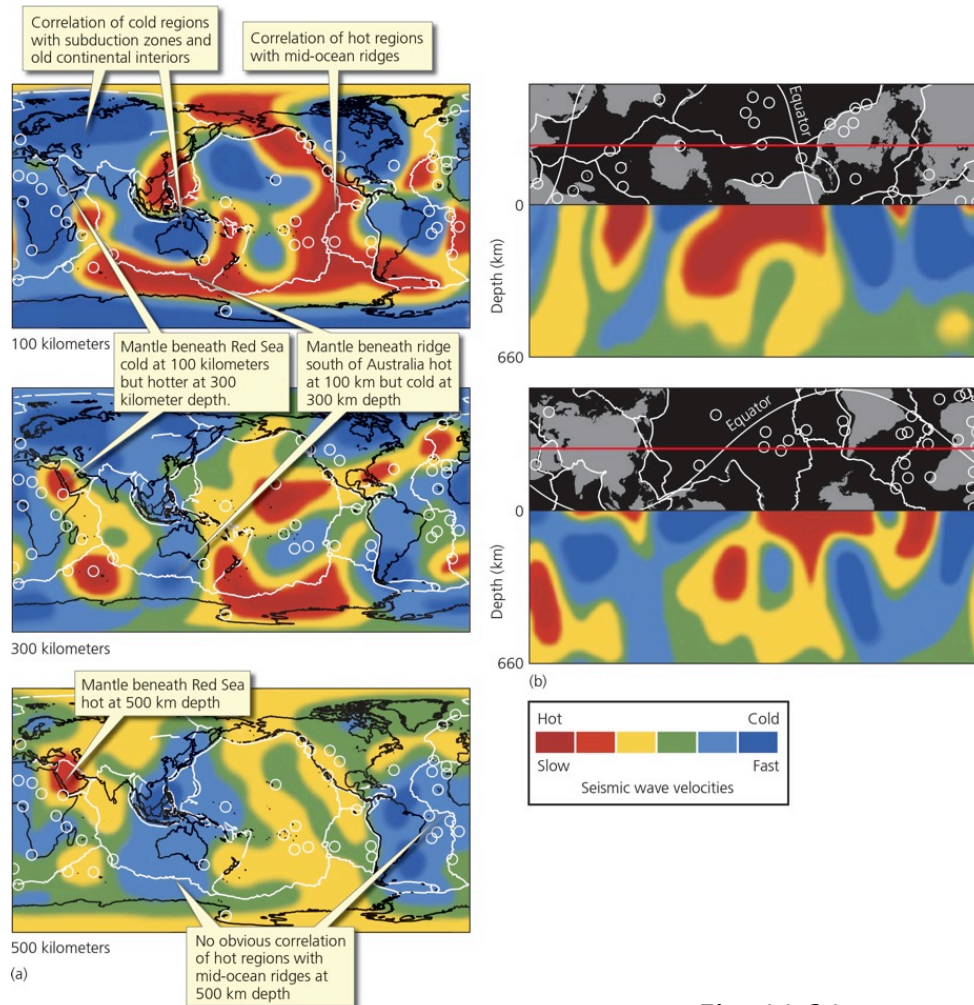 Correlation of cold regions
with subduction zones and
old continental interiors
Correlation of hot regions
with mid-ocean ridges
100 kilometers
Mantle beneath Red Sea
cold at 100 kilometers
but hotter at 300
kilometer depth.
Mantle beneath ridge
south of Australia hot
at 100 km but cold at
300 km depth
300 kilometers
Mantle beneath Red Sea
hot at 500 km depth
500 kilometers
No obvious correlation
of hot regions with
mid-ocean ridges at
500 km depth
(a)
Equator
0
Depth (km)
660
Equator
0
Depth (km)
660
(b)
Hot Cold
Slow Fast
Seismic wave velocities